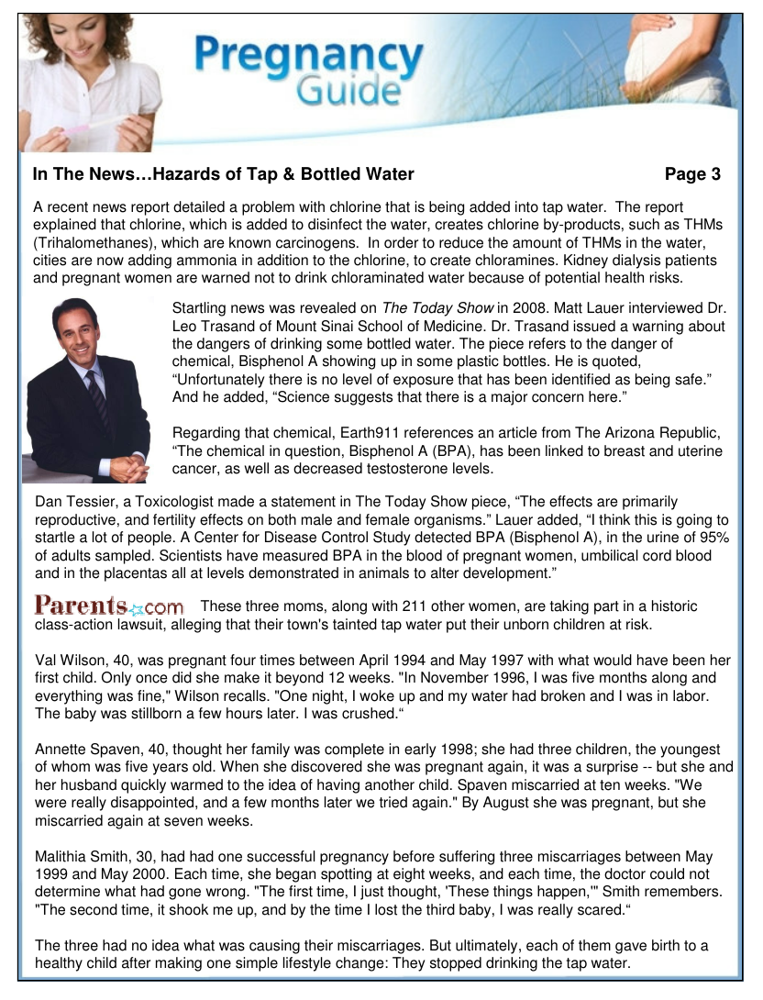 Pregnancy
Guide
In The News…Hazards of Tap & Bottled Water Page 3
A recent news report detailed a problem with chlorine that is being added into tap water.  The report
explained that chlorine, which is added to disinfect the water, creates chlorine by-products, such as THMs
(Trihalomethanes), which are known carcinogens.  In order to reduce the amount of THMs in the water,
cities are now adding ammonia in addition to the chlorine, to create chloramines. Kidney dialysis patients
and pregnant women are warned not to drink chloraminated water because of potential health risks.
Startling news was revealed on The Today Show in 2008. Matt Lauer interviewed Dr.
Leo Trasand of Mount Sinai School of Medicine. Dr. Trasand issued a warning about
the dangers of drinking some bottled water. The piece refers to the danger of
chemical, Bisphenol A showing up in some plastic bottles. He is quoted,
“Unfortunately there is no level of exposure that has been identified as being safe.”
And he added, “Science suggests that there is a major concern here.”
Regarding that chemical, Earth911 references an article from The Arizona Republic,
“The chemical in question, Bisphenol A (BPA), has been linked to breast and uterine
cancer, as well as decreased testosterone levels.
Dan Tessier, a Toxicologist made a statement in The Today Show piece, “The effects are primarily
reproductive, and fertility effects on both male and female organisms.” Lauer added, “I think this is going to
startle a lot of people. A Center for Disease Control Study detected BPA (Bisphenol A), in the urine of 95%
of adults sampled. Scientists have measured BPA in the blood of pregnant women, umbilical cord blood
and in the placentas all at levels demonstrated in animals to alter development.”
Parents.com These three moms, along with 211 other women, are taking part in a historic
class-action lawsuit, alleging that their town's tainted tap water put their unborn children at risk.
Val Wilson, 40, was pregnant four times between April 1994 and May 1997 with what would have been her
first child. Only once did she make it beyond 12 weeks. "In November 1996, I was five months along and
everything was fine," Wilson recalls. "One night, I woke up and my water had broken and I was in labor.
The baby was stillborn a few hours later. I was crushed.“
Annette Spaven, 40, thought her family was complete in early 1998; she had three children, the youngest
of whom was five years old. When she discovered she was pregnant again, it was a surprise -- but she and
her husband quickly warmed to the idea of having another child. Spaven miscarried at ten weeks. "We
were really disappointed, and a few months later we tried again." By August she was pregnant, but she
miscarried again at seven weeks.
Malithia Smith, 30, had had one successful pregnancy before suffering three miscarriages between May
1999 and May 2000. Each time, she began spotting at eight weeks, and each time, the doctor could not
determine what had gone wrong. "The first time, I just thought, 'These things happen,'" Smith remembers.
"The second time, it shook me up, and by the time I lost the third baby, I was really scared.“
The three had no idea what was causing their miscarriages. But ultimately, each of them gave birth to a
healthy child after making one simple lifestyle change: They stopped drinking the tap water.